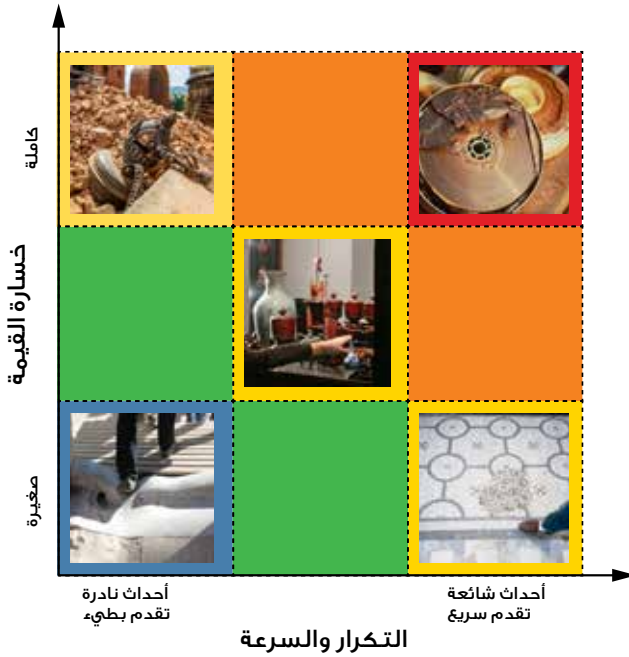 كاملة
خسارة القيمة
صغيرة
أحداث نادرة
تقدم بطيء
أحداث شائعة
تقدم سريع
التكرار والسرعة